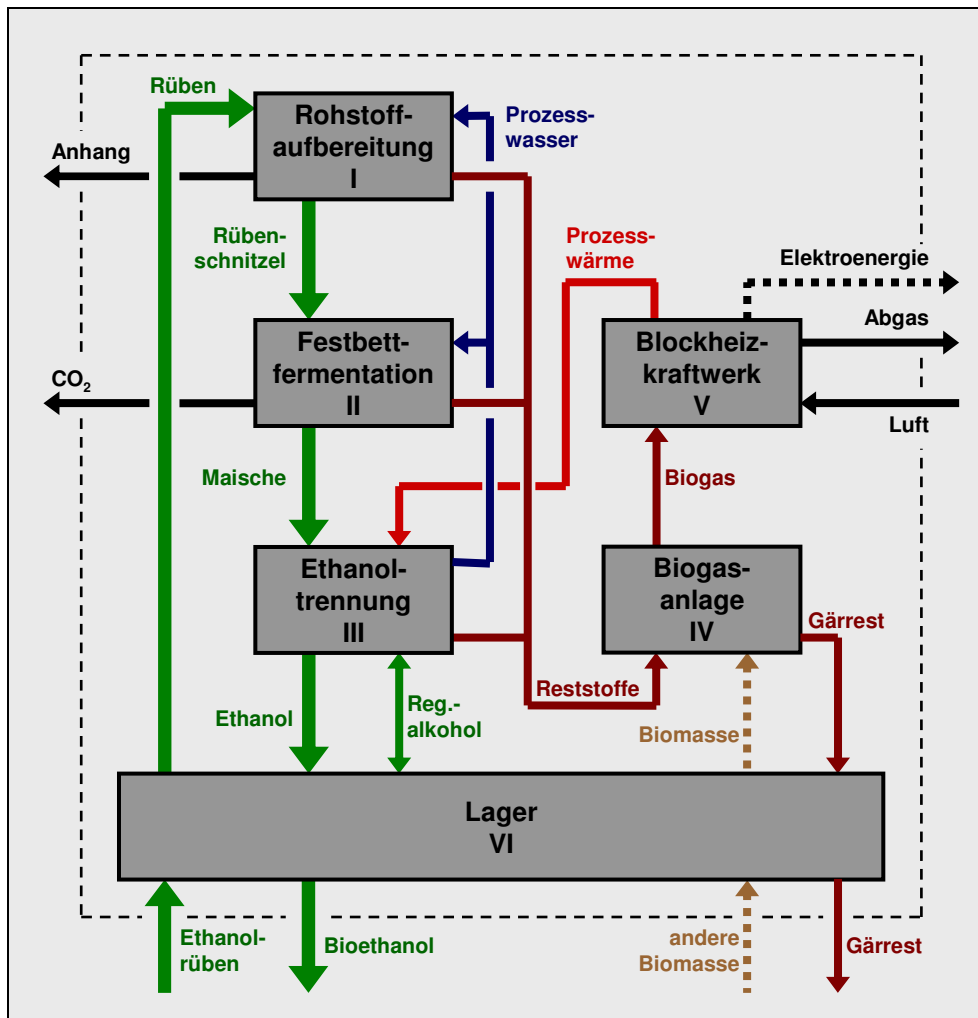 Rüben
Rohstoff-
aufbereitung
I
Prozess-
wasser
Anhang
Rüben-
schnitzel
Prozess-
wärme
Elektroenergie
Abgas
Festbett-
fermentation
II
Blockheiz-
kraftwerk
V
CO₂
Luft
Maische
Biogas
Ethanol-
trennung
III
Biogas-
anlage
IV
Gärrest
Reststoffe
Ethanol
Reg.-
alkohol
Biomasse
Lager
VI
Ethanol-
rüben
Bioethanol
andere
Biomasse
Gärrest